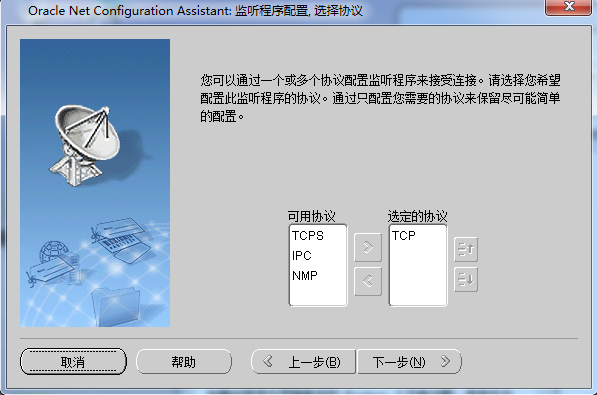 Oracle Net Configuration Assistant: 监听程序配置, 选择协议
您可以通过一个或多个协议配置监听程序来接受连接。请选择您希望
配置此监听程序的协议。通过只配置您需要的协议来保留尽可能简单
的配置。
可用协议
TCPS
IPC
NMP
选定的协议
TCP
取消
帮助
上一步(B)
下一步(N)